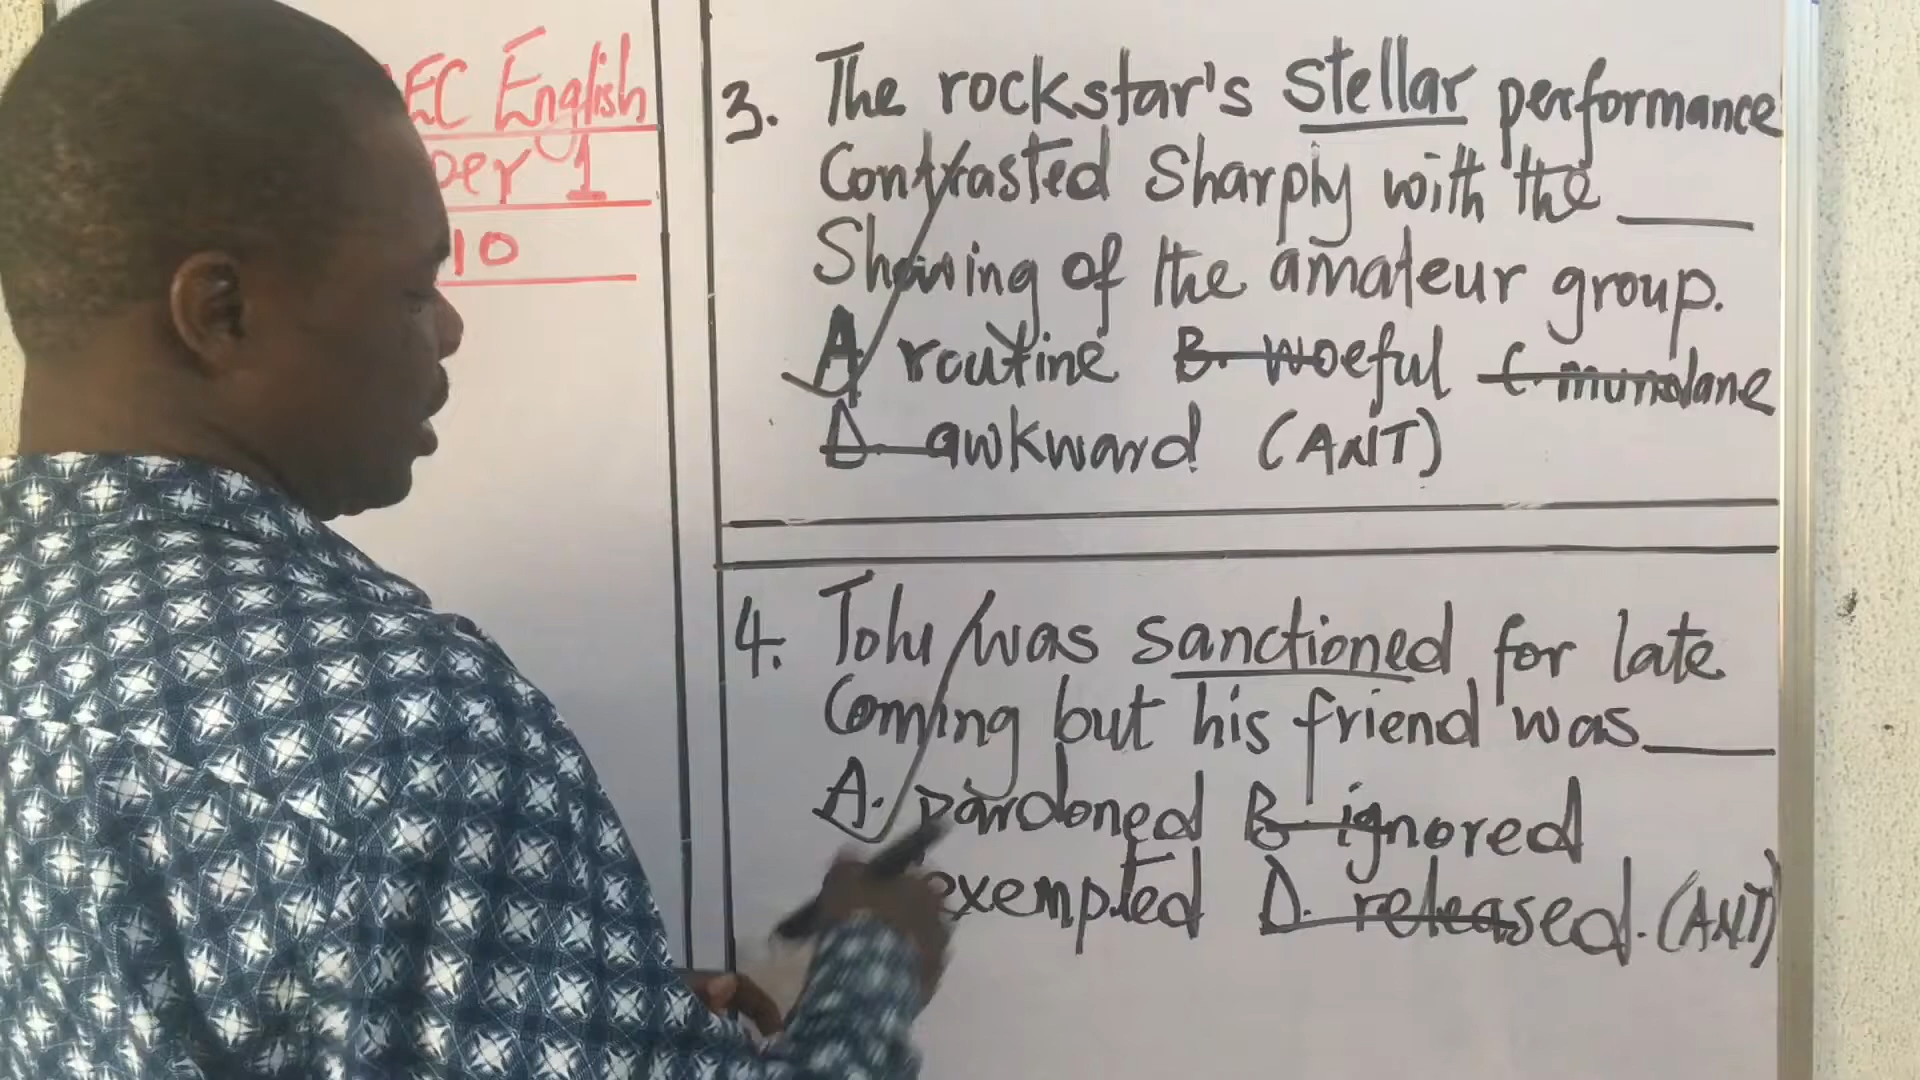 EC English
per 1
10
3. The rockstar's stellar performance
Contrasted Sharply with the ____
Showing of the amateur group.
A routine B. woeful C. mundane
D. awkward (ANT)
4. Tolu was sanctioned for late
Coming but his friend was ____
A. pardoned B. ignored
exempted D. released. (ANT)